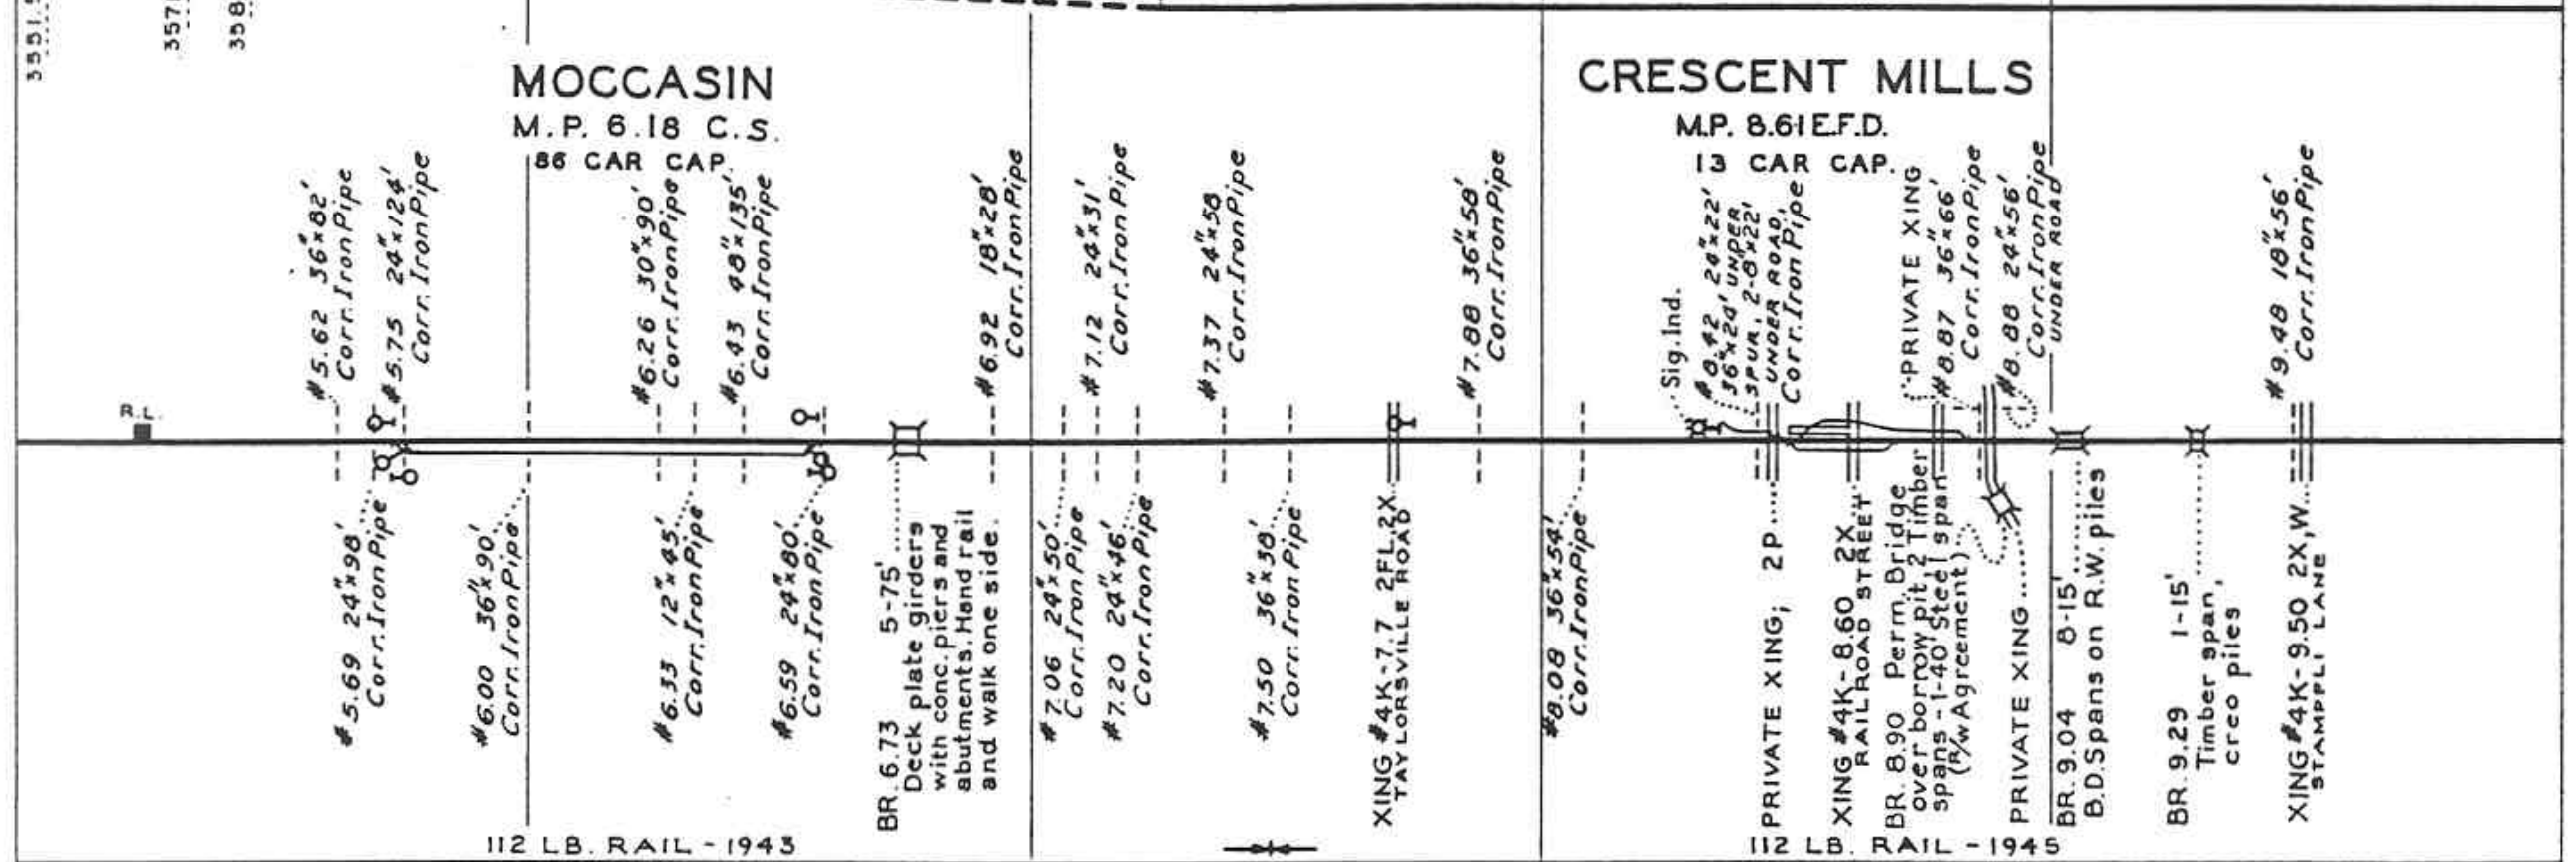 3551.5
357
358
MOCCASIN
M.P. 6.18 C.S.
86 CAR CAP.
CRESCENT MILLS
M.P. 8.61 E.F.D.
13 CAR CAP.
#5.62 36"x82'
Corr. Iron Pipe
#5.75 24"x124'
Corr. Iron Pipe
#6.26 30"x90'
Corr. Iron Pipe
#6.43 48"x135'
Corr. Iron Pipe
#6.92 18"x28'
Corr. Iron Pipe
#7.12 24"x31'
Corr. Iron Pipe
#7.37 24"x58
Corr. Iron Pipe
#7.88 36"x58'
Corr. Iron Pipe
Sig. Ind.
#8.42 24"x22'
36"x24' UNDER
SPUR, 2-8"x22'
UNDER ROAD,
Corr. Iron Pipe
PRIVATE XING
#8.87 36"x66'
Corr. Iron Pipe
#8.88 24"x56'
Corr. Iron Pipe
UNDER ROAD
#9.48 18"x56'
Corr. Iron Pipe
R.L.
#5.69 24"x98'
Corr. Iron Pipe
#6.00 36"x90'
Corr. Iron Pipe
#6.33 12"x45'
Corr. Iron Pipe
#6.59 24"x80'
Corr. Iron Pipe
BR. 6.73 5-75'
Deck plate girders
with conc. piers and
abutments. Hand rail
and walk one side.
#7.06 24"x50'
Corr. Iron Pipe
#7.20 24"x46'
Corr. Iron Pipe
#7.50 36"x38'
Corr. Iron Pipe
XING #4K-7.7 2FL, 2X
TAYLORSVILLE ROAD
#8.08 36"x54'
Corr. Iron Pipe
PRIVATE XING; 2P
XING #4K-8.60 2X
RAILROAD STREET
BR. 8.90 Perm. Bridge
over borrow pit 2 Timber
spans - 1-40' Steel span
(R/w Agreement)
PRIVATE XING
BR. 9.04 8-15'
B.D. Spans on R.W. piles
BR. 9.29 1-15'
Timber span,
creo piles
XING #4K-9.50 2X, W
STAMPLI LANE
112 LB. RAIL - 1943
112 LB. RAIL - 1945